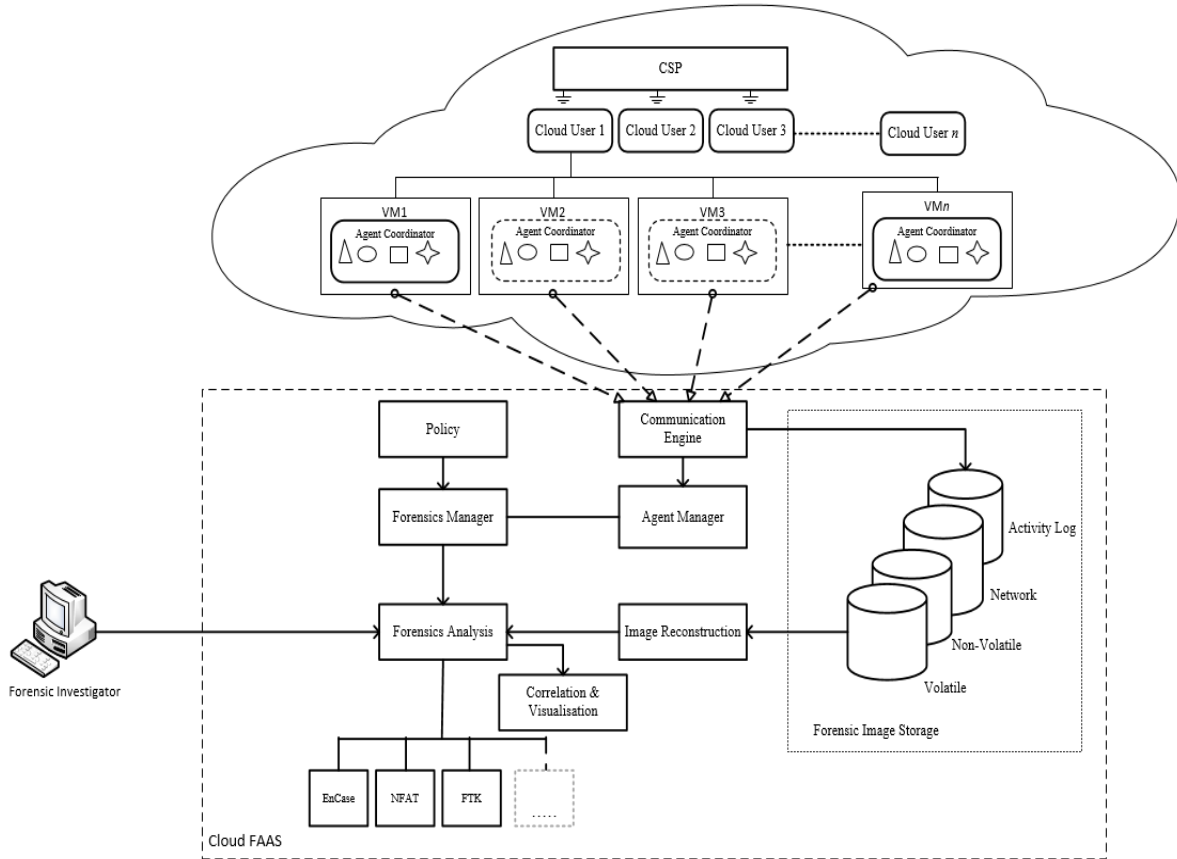 CSP
Cloud User 1
Cloud User 2
Cloud User 3
Cloud User n
VM1
VM2
VM3
VMn
Agent Coordinator
Agent Coordinator
Agent Coordinator
Agent Coordinator
Policy
Communication
Engine
Forensics Manager
Agent Manager
Activity Log
Network
Forensics Analysis
Image Reconstruction
Non-Volatile
Volatile
Forensic Investigator
Correlation &
Visualisation
Forensic Image Storage
EnCase
NFAT
FTK
.....
Cloud FAAS